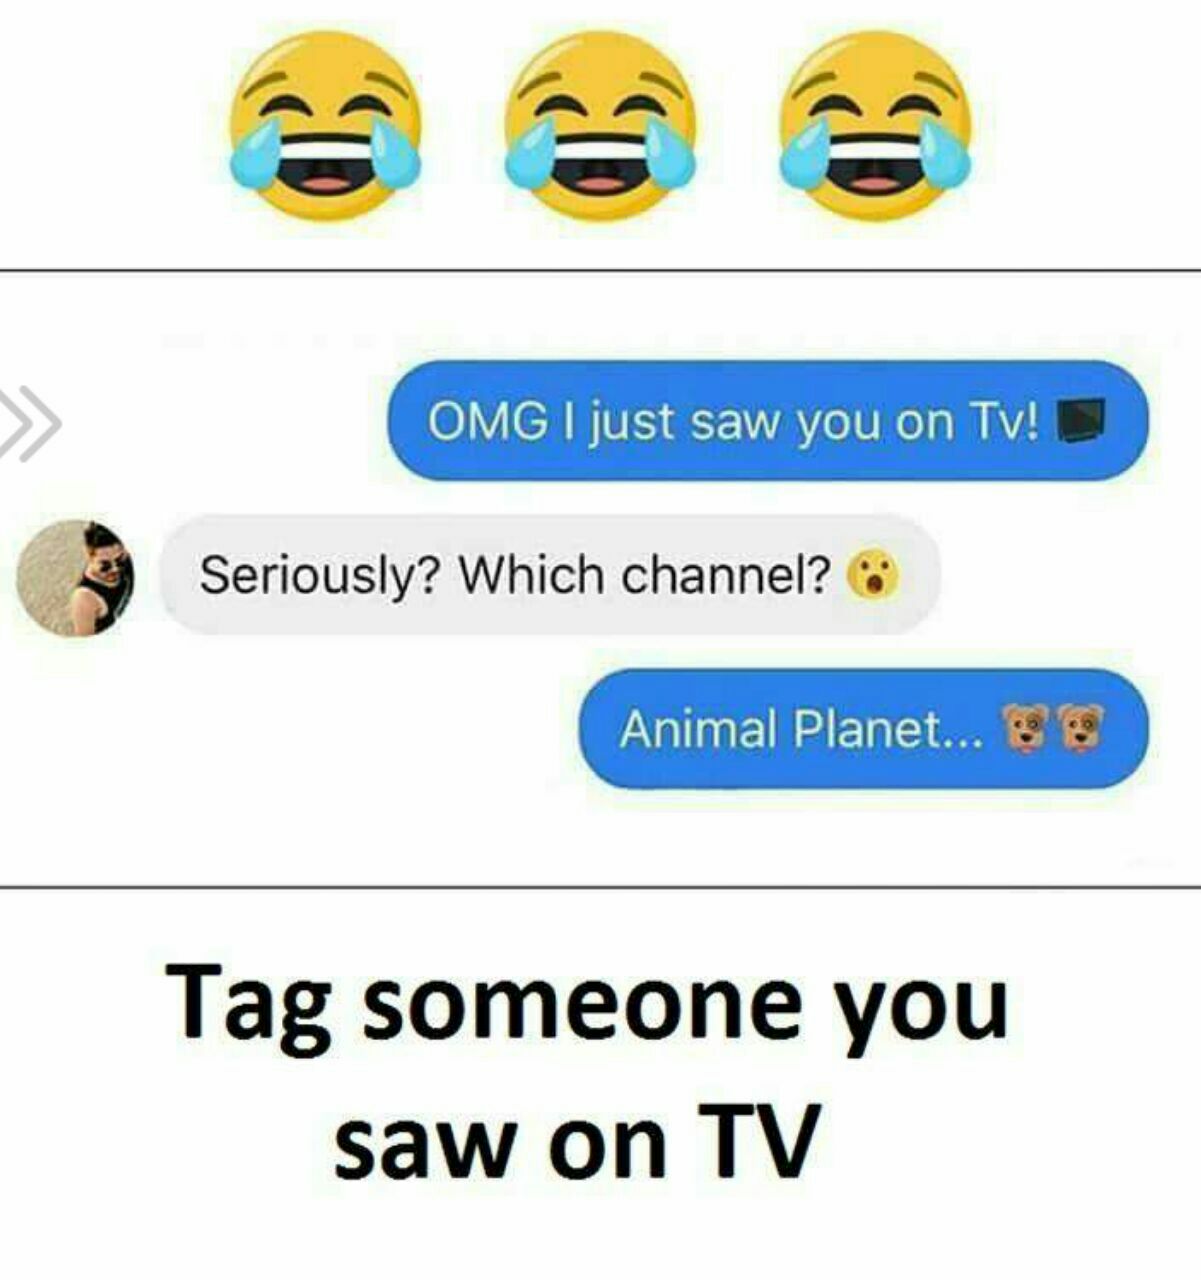 OMG I just saw you on Tv!
Seriously? Which channel?
Animal Planet...
Tag someone you
saw on TV